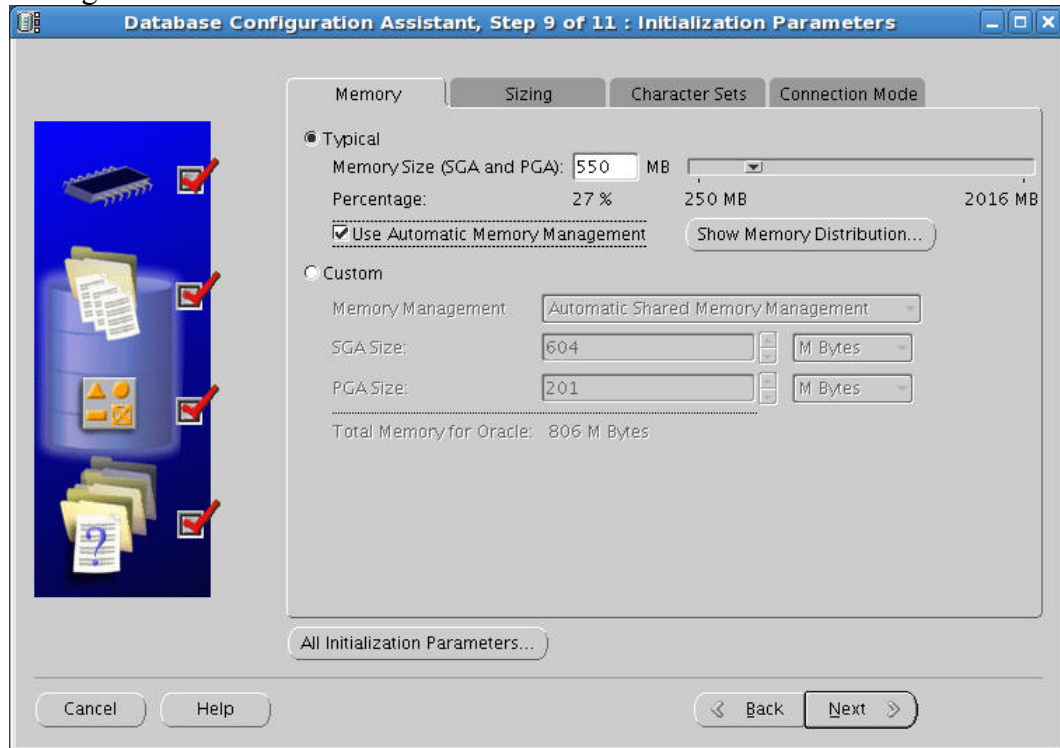 Database Configuration Assistant, Step 9 of 11 : Initialization Parameters
Memory Sizing Character Sets Connection Mode
Typical
Memory Size (SGA and PGA): 550 MB
Percentage: 27 % 250 MB 2016 MB
Use Automatic Memory Management Show Memory Distribution...
Custom
Memory Management Automatic Shared Memory Management
SGA Size: 604 M Bytes
PGA Size: 201 M Bytes
Total Memory for Oracle: 806 M Bytes
?
All Initialization Parameters...
Cancel Help Back Next